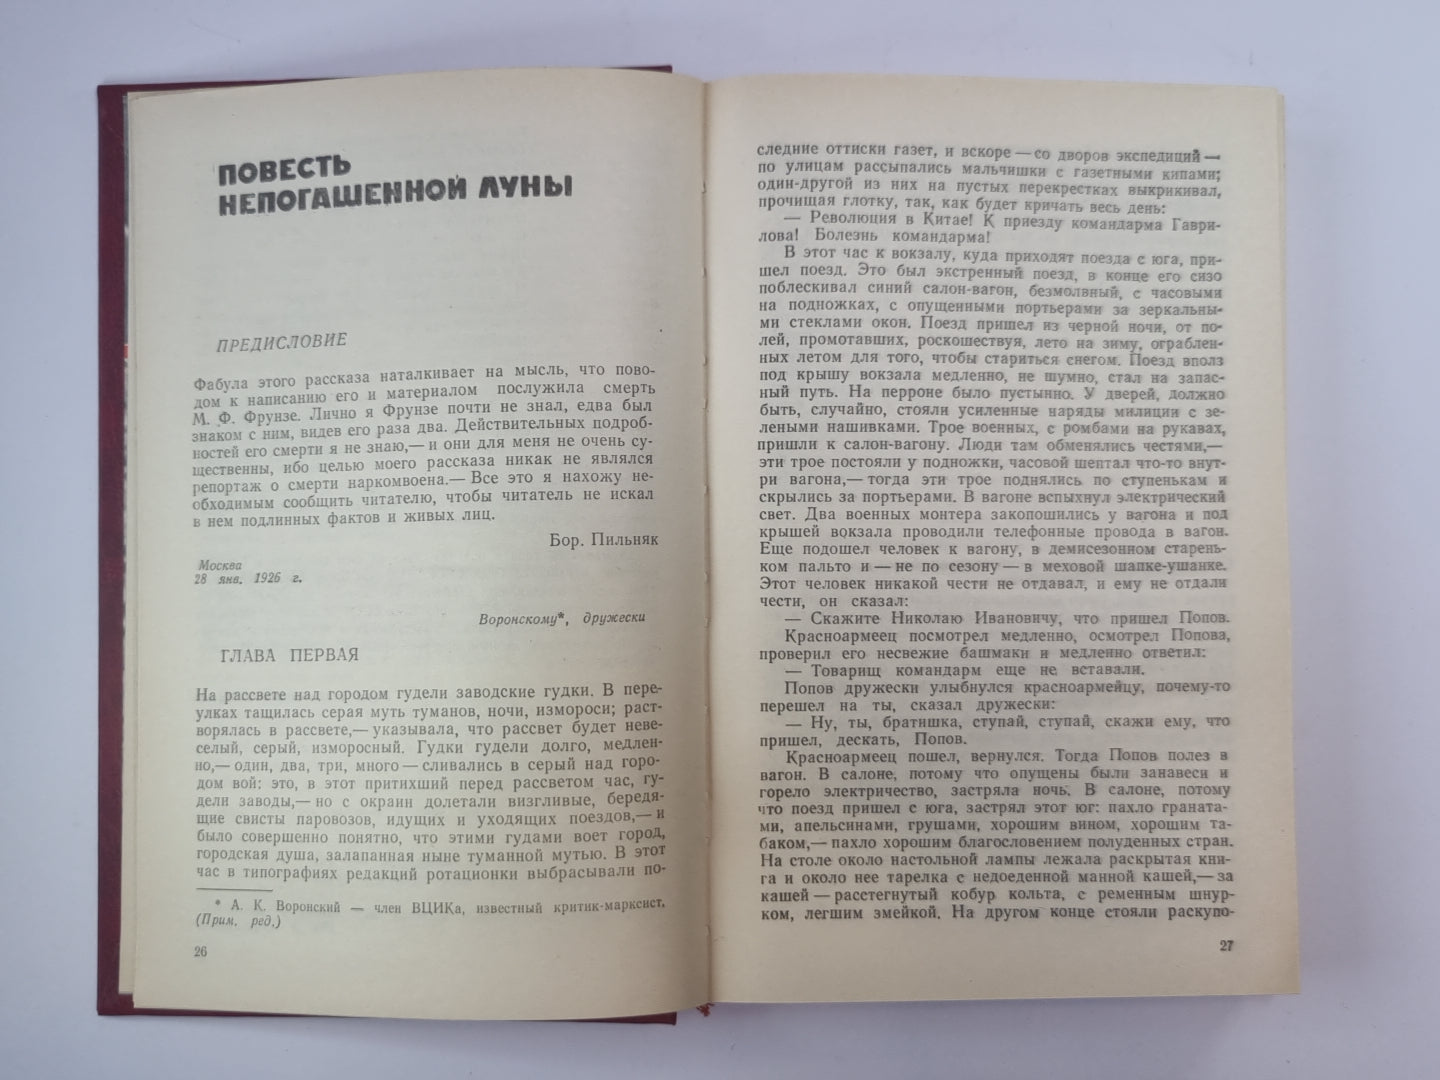 ПОВЕСТЬ
НЕПОГАШЕННОЙ ЛУНЫ
ПРЕДИСЛОВИЕ
Фабула этого рассказа наталкивает на мысль, что пово-
дом к написанию его и материалом послужила смерть
М. Ф. Фрунзе. Лично я Фрунзе почти не знал, едва был
знаком с ним, видев его раза два. Действительных подроб-
ностей его смерти я не знаю,— и они для меня не очень су-
щественны, ибо целью моего рассказа никак не являлся
репортаж о смерти наркомвоена.— Все это я нахожу не-
обходимым сообщить читателю, чтобы читатель не искал
в нем подлинных фактов и живых лиц.
Бор. Пильняк
Москва
28 янв. 1926 г.
Воронскому*, дружески
ГЛАВА ПЕРВАЯ
На рассвете над городом гудели заводские гудки. В пере-
улках тащилась серая муть туманов, ночи, измороси; раст-
ворялась в рассвете,— указывала, что рассвет будет неве-
селый, серый, изморосный. Гудки гудели долго, медлен-
но,— один, два, три, много — сливались в серый над горо-
дом вой: это, в этот притихший перед рассветом час, гу-
дели заводы,— но с окраин долетали визгливые, бередя-
щие свисты паровозов, идущих и уходящих поездов,— и
было совершенно понятно, что этими гудами воет город,
городская душа, залапанная ныне туманной мутью. В этот
час в типографиях редакций ротационки выбрасывали по-
* А. К. Воронский — член ВЦИКа, известный критик-марксист.
(Прим. ред.)
26
следние оттиски газет, и вскоре — со дворов экспедиций —
по улицам рассыпались мальчишки с газетными кипами;
один-другой из них на пустых перекрестках выкрикивал,
прочищая глотку, так, как будет кричать весь день:
— Революция в Китае! К приезду командарма Гаври-
лова! Болезнь командарма!
В этот час к вокзалу, куда приходят поезда с юга, при-
шел поезд. Это был экстренный поезд, в конце его сизо
поблескивал синий салон-вагон, безмолвный, с часовыми
на подножках, с опущенными портьерами за зеркальны-
ми стеклами окон. Поезд пришел из черной ночи, от по-
лей, промотавших, роскошествуя, лето на зиму, ограблен-
ных летом для того, чтобы стариться снегом. Поезд вполз
под крышу вокзала медленно, не шумно, стал на запас-
ный путь. На перроне было пустынно. У дверей, должно
быть, случайно, стояли усиленные наряды милиции с зе-
леными нашивками. Трое военных, с ромбами на рукавах,
пришли к салон-вагону. Люди там обменялись честями,—
эти трое постояли у подножки, часовой шептал что-то внут-
ри вагона,— тогда эти трое поднялись по ступенькам и
скрылись за портьерами. В вагоне вспыхнул электрический
свет. Два военных монтера закопошились у вагона и под
крышей вокзала проводили телефонные провода в вагон.
Еще подошел человек к вагону, в демисезонном старень-
ком пальто и — не по сезону — в меховой шапке-ушанке.
Этот человек никакой чести не отдавал, и ему не отдали
чести, он сказал:
— Скажите Николаю Ивановичу, что пришел Попов.
Красноармеец посмотрел медленно, осмотрел Попова,
проверил его несвежие башмаки и медленно ответил:
— Товарищ командарм еще не вставали.
Попов дружески улыбнулся красноармейцу, почему-то
перешел на ты, сказал дружески:
— Ну, ты, братишка, ступай, ступай, скажи ему, что
пришел, дескать, Попов.
Красноармеец пошел, вернулся. Тогда Попов полез в
вагон. В салоне, потому что опущены были занавеси и
горело электричество, застряла ночь. В салоне, потому
что поезд пришел с юга, застрял этот юг: пахло граната-
ми, апельсинами, грушами, хорошим вином, хорошим та-
баком,— пахло хорошим благословением полуденных стран.
На столе около настольной лампы лежала раскрытая кни-
га и около нее тарелка с недоеденной манной кашей,— за
кашей — расстегнутый кобур кольта, с ременным шнур-
ком, легшим змейкой. На другом конце стояли раскупо-
27